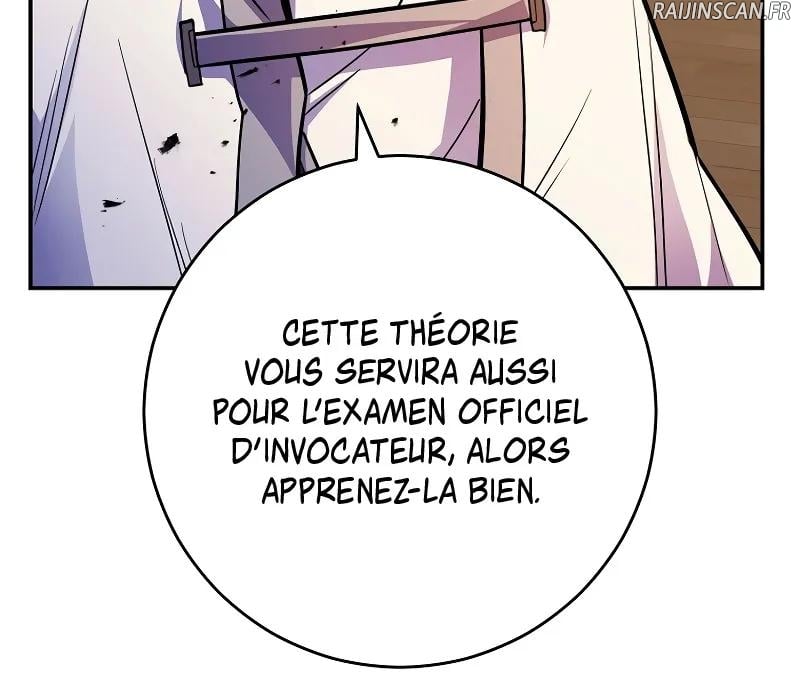 RAIJINSCAN.FR
CETTE THÉORIE
VOUS SERVIRA AUSSI
POUR L'EXAMEN OFFICIEL
D'INVOCATEUR, ALORS
APPRENEZ-LA BIEN.